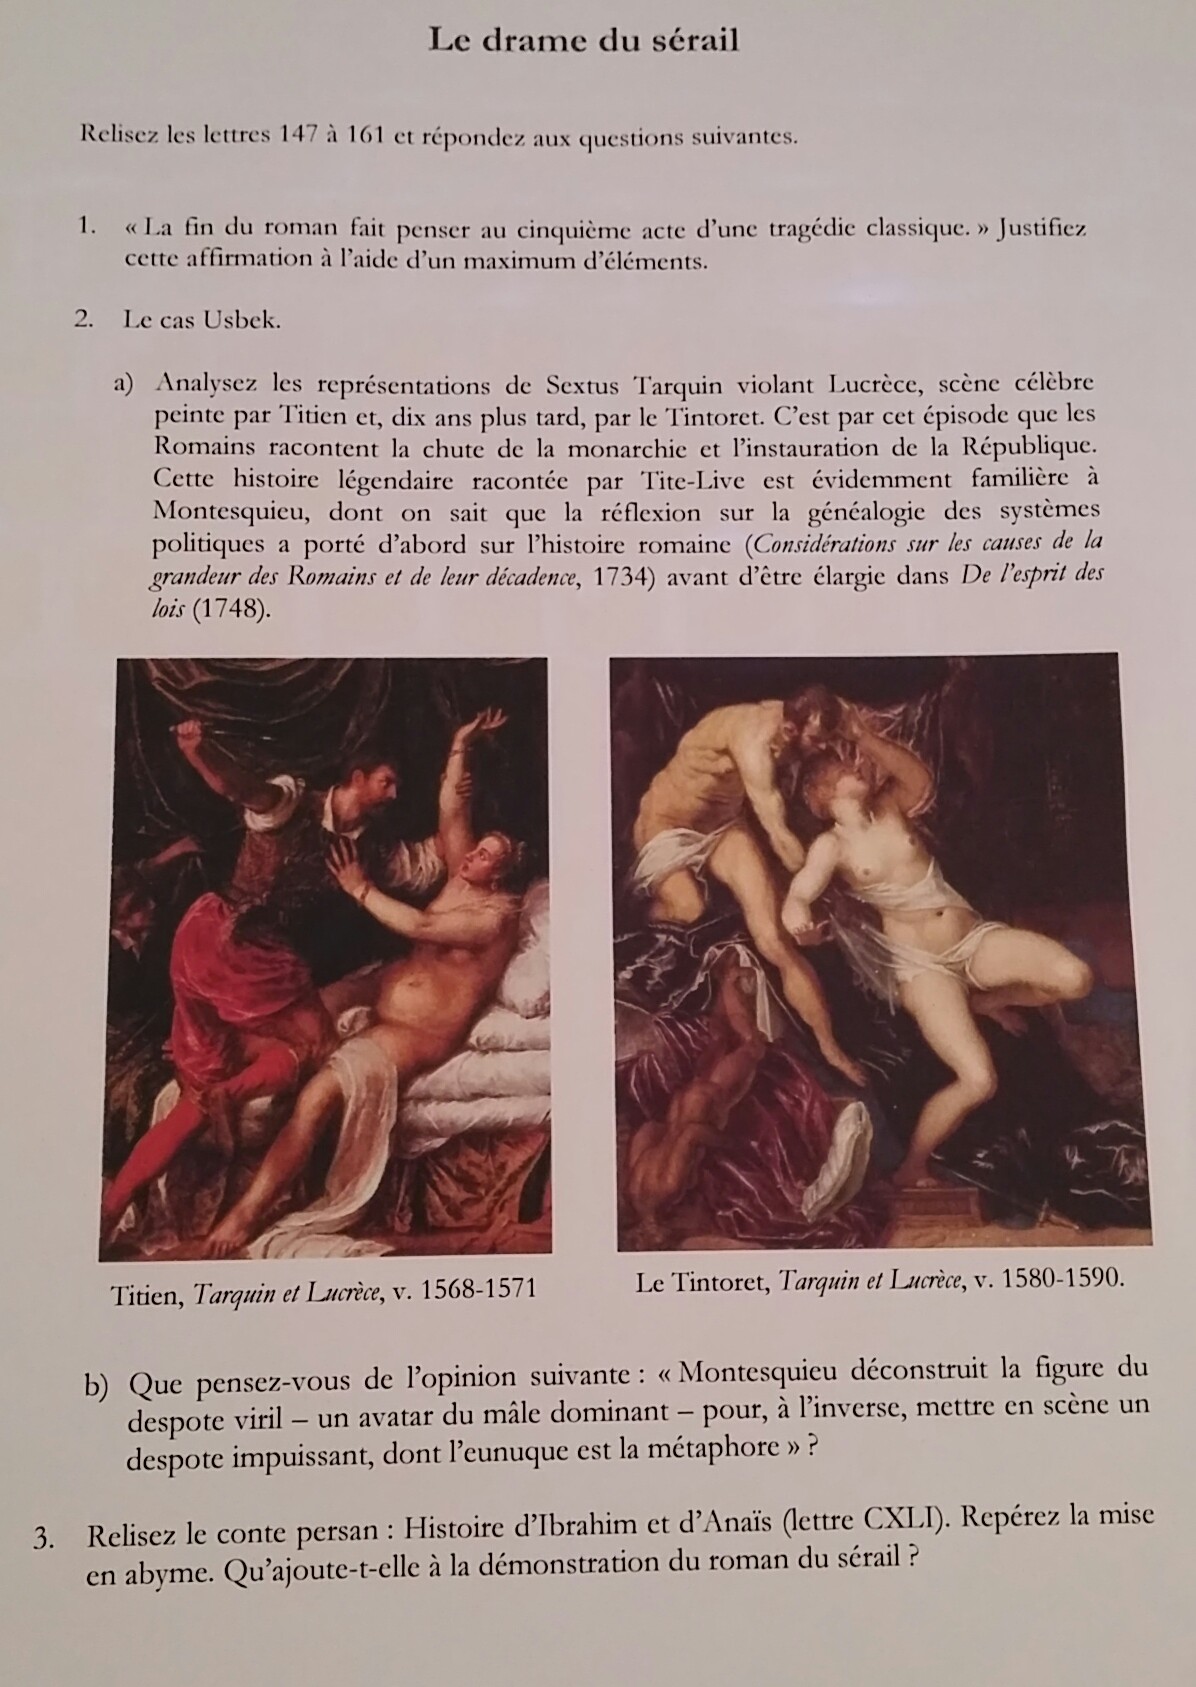 Le drame du sérail
Relisez les lettres 147 à 161 et répondez aux questions suivantes.
1. « La fin du roman fait penser au cinquième acte d'une tragédie classique. » Justifiez
cette affirmation à l'aide d'un maximum d'éléments.
2. Le cas Usbek.
a) Analysez les représentations de Sextus Tarquin violant Lucrèce, scène célèbre
peinte par Titien et, dix ans plus tard, par le Tintoret. C'est par cet épisode que les
Romains racontent la chute de la monarchie et l'instauration de la République.
Cette histoire légendaire racontée par Tite-Live est évidemment familière à
Montesquieu, dont on sait que la réflexion sur la généalogie des systèmes
politiques a porté d'abord sur l'histoire romaine (Considérations sur les causes de la
grandeur des Romains et de leur décadence, 1734) avant d'être élargie dans De l'esprit des
lois (1748).
Titien, Tarquin et Lucrèce, v. 1568-1571
Le Tintoret, Tarquin et Lucrèce, v. 1580-1590.
b) Que pensez-vous de l'opinion suivante : « Montesquieu déconstruit la figure du
despote viril – un avatar du mâle dominant – pour, à l'inverse, mettre en scène un
despote impuissant, dont l'eunuque est la métaphore » ?
3. Relisez le conte persan : Histoire d'Ibrahim et d'Anaïs (lettre CXLI). Repérez la mise
en abyme. Qu'ajoute-t-elle à la démonstration du roman du sérail ?